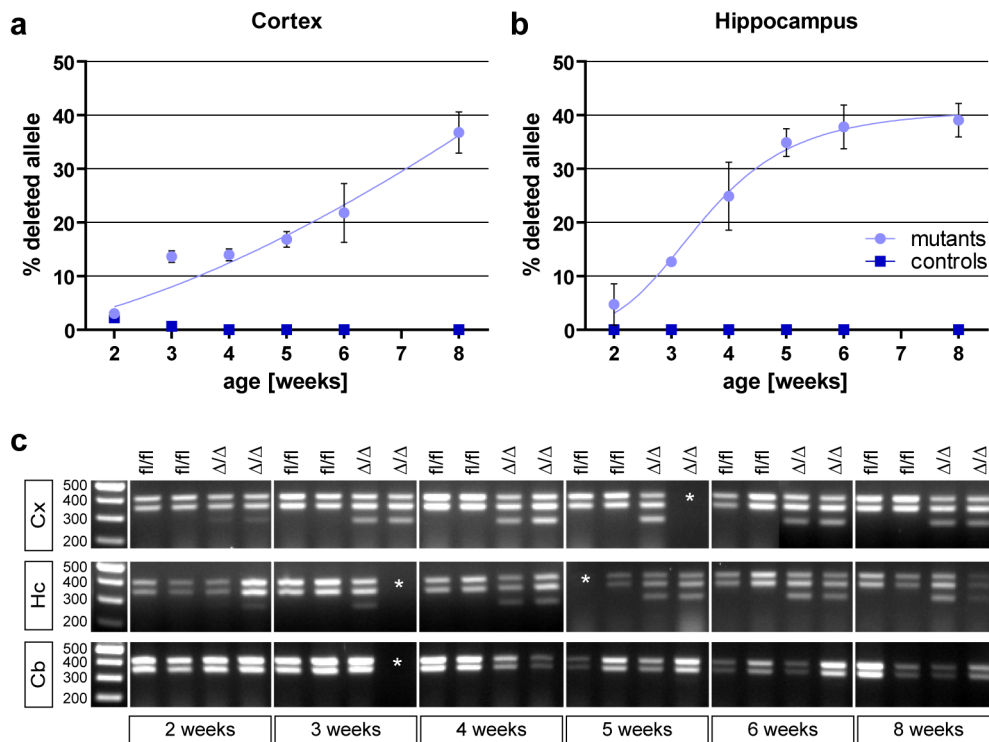 a
Cortex
% deleted allele
50
40
30
20
10
0
2 3 4 5 6 7 8
age [weeks]
b
Hippocampus
% deleted allele
50
40
30
20
10
0
mutants
controls
2 3 4 5 6 7 8
age [weeks]
c
fl/fl fl/fl Δ/Δ Δ/Δ fl/fl fl/fl Δ/Δ Δ/Δ fl/fl fl/fl Δ/Δ Δ/Δ fl/fl fl/fl Δ/Δ Δ/Δ fl/fl fl/fl Δ/Δ Δ/Δ fl/fl fl/fl Δ/Δ Δ/Δ
Cx
500
400
300
200
*
Hc
500
400
300
200
* *
Cb
500
400
300
200
*
2 weeks 3 weeks 4 weeks 5 weeks 6 weeks 8 weeks